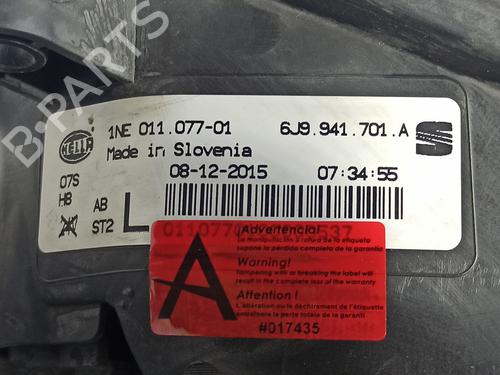 B-PARTS
HELLA
1NE 011.077-01 6J9.941.701.A
Made in Slovenia
08-12-2015 07:34:55
07S
HB AB
ST2 L
0110770 537
A
¡Advertencia!
La manipulación o rotura de la etiqueta
supone la pérdida completa de la garantía
Warning!
Tampering with or breaking the label will
result in the complete loss of the warranty
Attention !
L'altération ou le déchirement de l'étiquette
entraînera la perte totale de la garantie
#017435